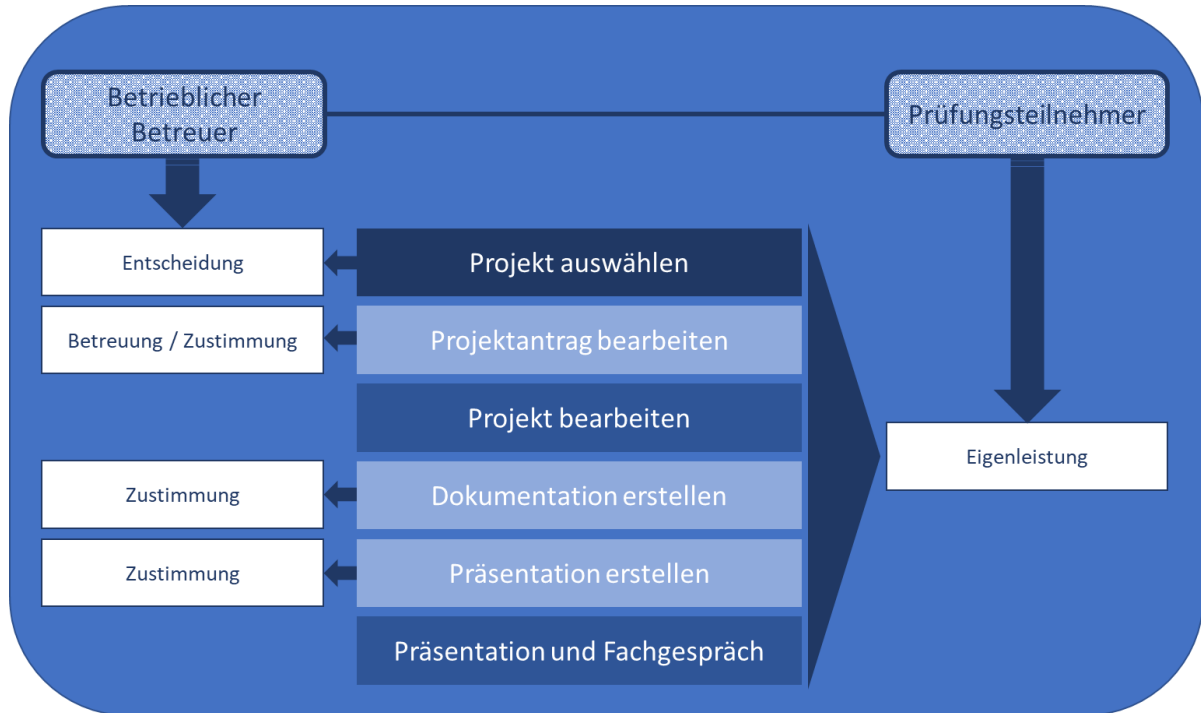 Betrieblicher
Betreuer
Prüfungsteilnehmer
Entscheidung
Projekt auswählen
Betreuung / Zustimmung
Projektantrag bearbeiten
Projekt bearbeiten
Eigenleistung
Zustimmung
Dokumentation erstellen
Zustimmung
Präsentation erstellen
Präsentation und Fachgespräch